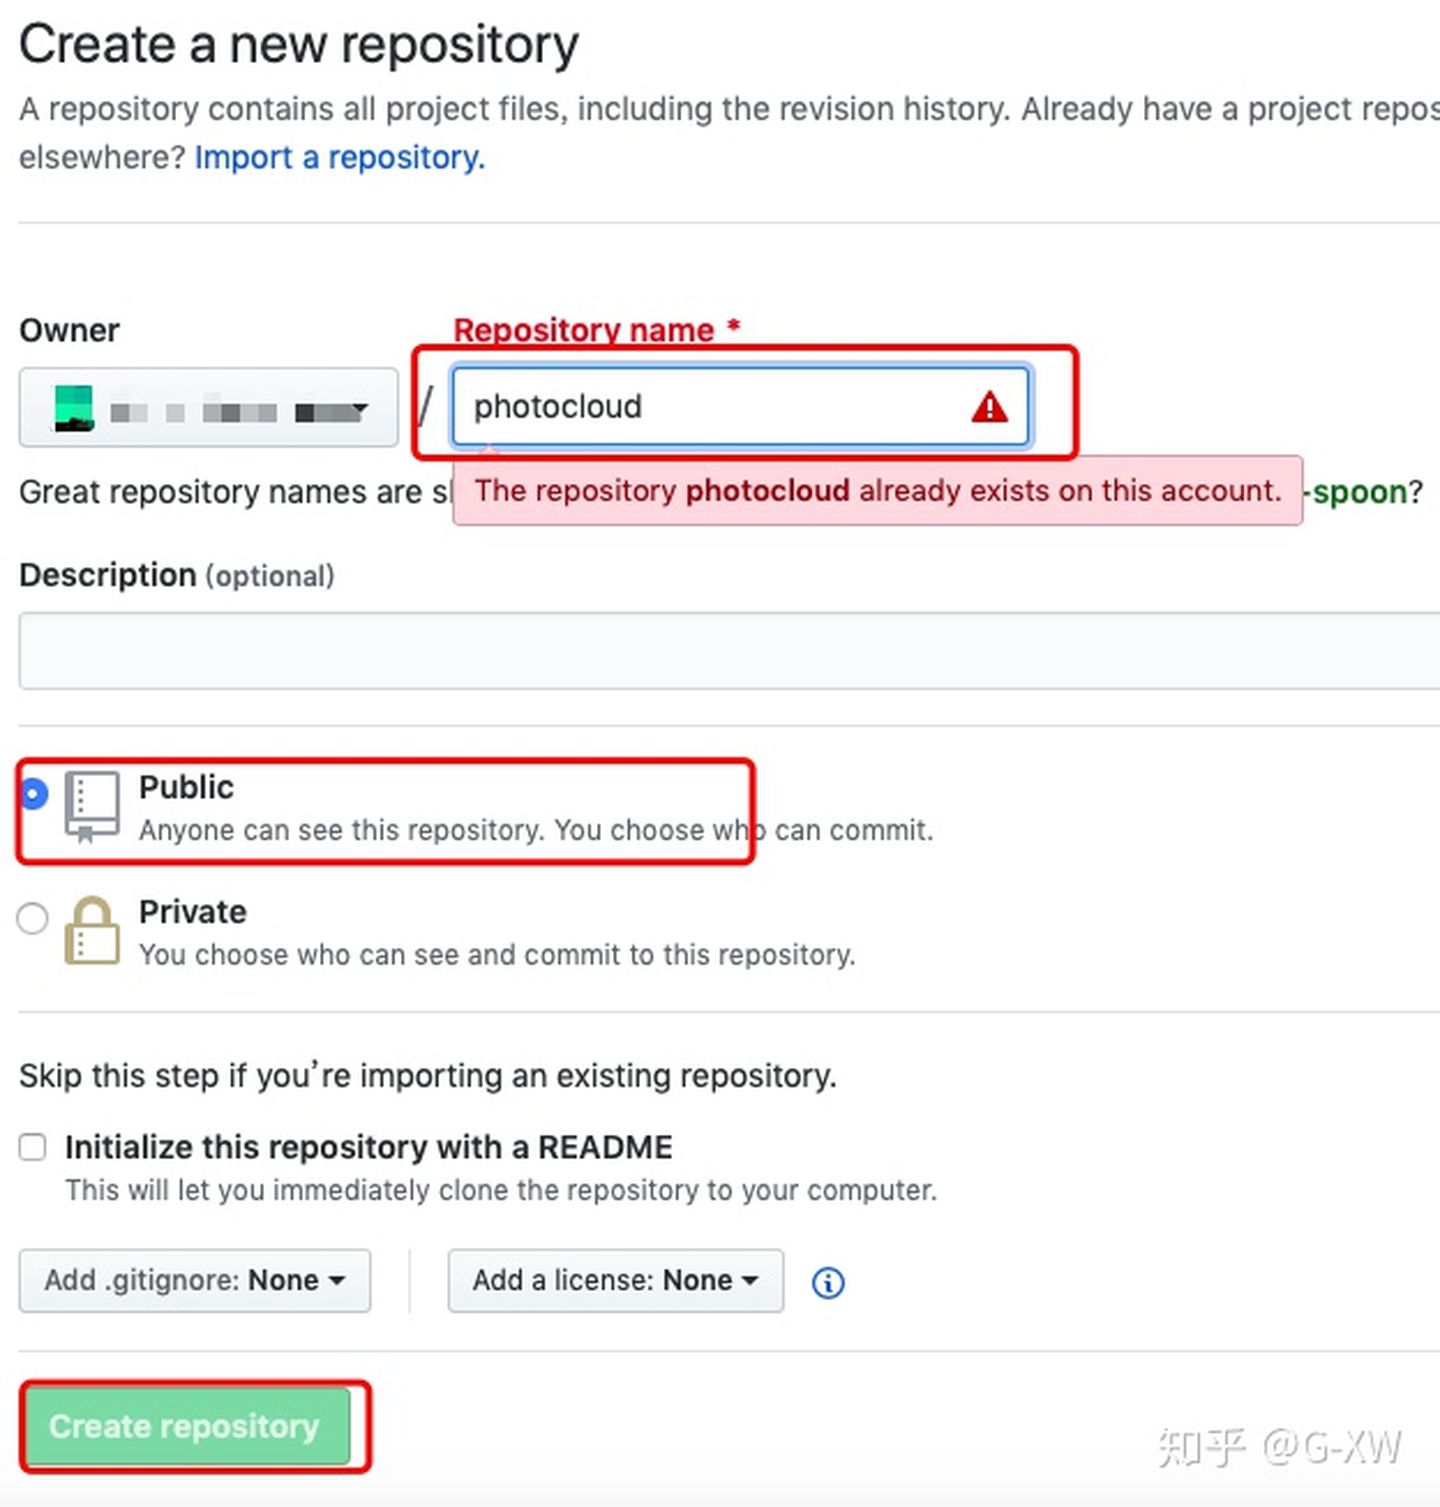 Create a new repository
A repository contains all project files, including the revision history. Already have a project repos
elsewhere? Import a repository.
Owner
Repository name *
/
photocloud
Great repository names are
The repository photocloud already exists on this account.
-spoon?
Description (optional)
Public
Anyone can see this repository. You choose who can commit.
Private
You choose who can see and commit to this repository.
Skip this step if you’re importing an existing repository.
Initialize this repository with a README
This will let you immediately clone the repository to your computer.
Add .gitignore: None
Add a license: None
Create repository
知乎 @G-XW